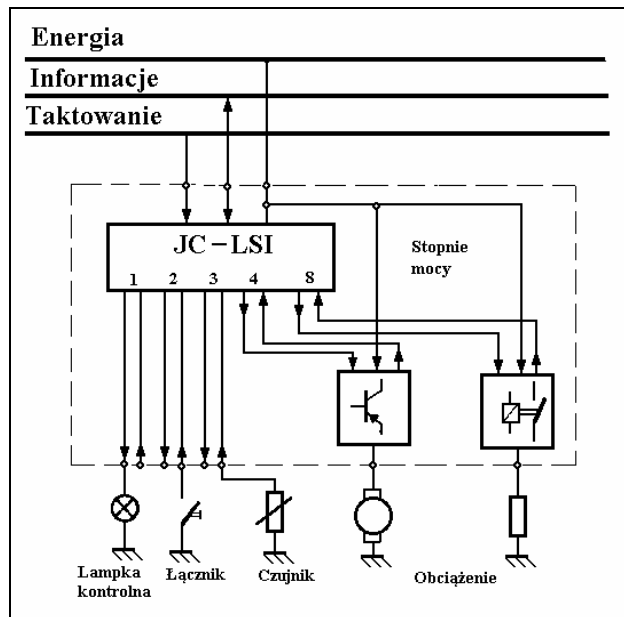 Energia
Informacje
Taktowanie
JC-LSI
1 2 3 4 8
Stopnie
mocy
Lampka
kontrolna
Łącznik
Czujnik
Obciążenie